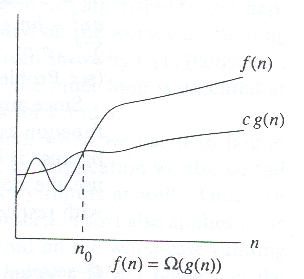 f(n)
c g(n)
n
n₀
f(n) = Ω(g(n))